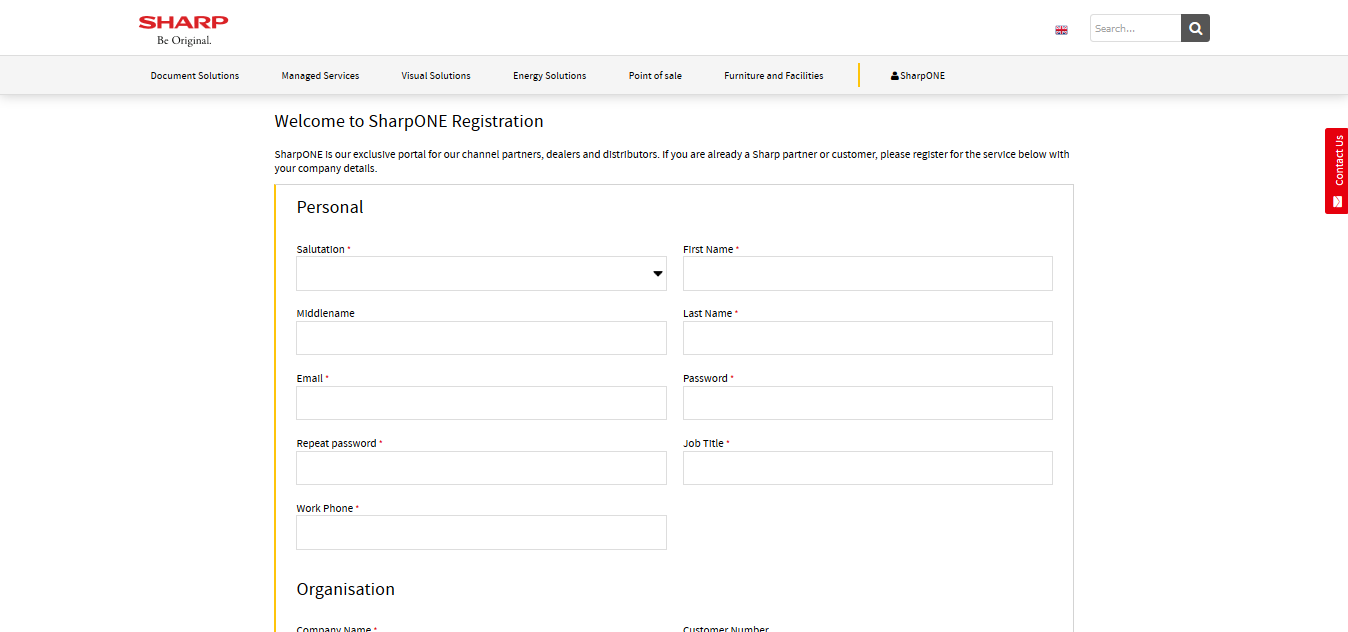 SHARP
Be Original.
Search...
Document Solutions
Managed Services
Visual Solutions
Energy Solutions
Point of sale
Furniture and Facilities
SharpONE
Contact Us
Welcome to SharpONE Registration
SharpONE is our exclusive portal for our channel partners, dealers and distributors. If you are already a Sharp partner or customer, please register for the service below with
your company details.
Personal
Salutation *
First Name *
Middlename
Last Name *
Email *
Password *
Repeat password *
Job Title *
Work Phone *
Organisation
Company Name *
Customer Number